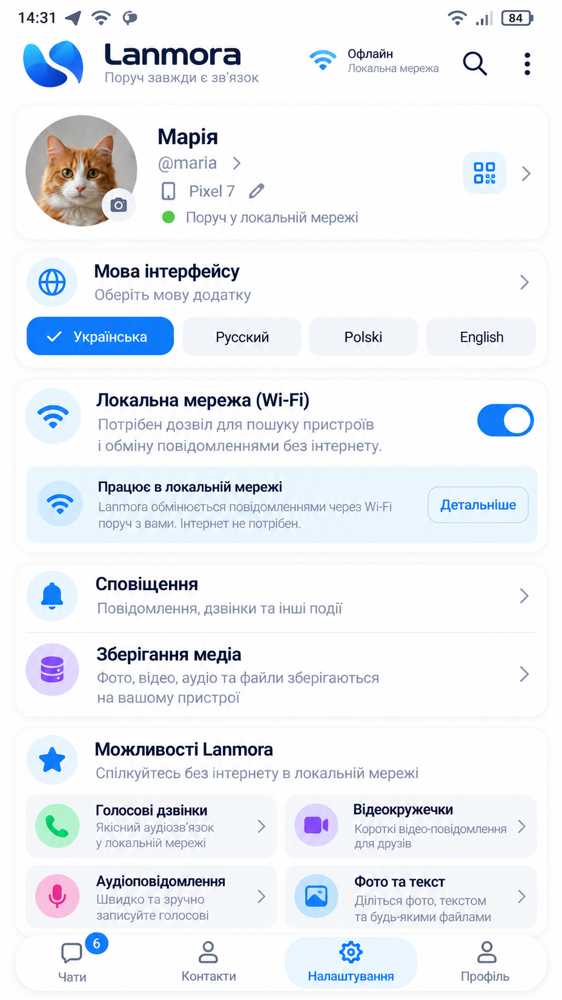 14:31
84
Lanmora
Поруч завжди є зв’язок
Офлайн
Локальна мережа
Марія
@maria
Pixel 7
Поруч у локальній мережі
Мова інтерфейсу
Оберіть мову додатку
Українська
Русский
Polski
English
Локальна мережа (Wi-Fi)
Потрібен дозвіл для пошуку пристроїв
і обміну повідомленнями без інтернету.
Працює в локальній мережі
Lanmora обмінюється повідомленнями через Wi-Fi
поруч з вами. Інтернет не потрібен.
Детальніше
Сповіщення
Повідомлення, дзвінки та інші події
Зберігання медіа
Фото, відео, аудіо та файли зберігаються
на вашому пристрої
Можливості Lanmora
Спілкуйтесь без інтернету в локальній мережі
Голосові дзвінки
Якісний аудіозв’язок
у локальній мережі
Відеокружечки
Короткі відео-повідомлення
для друзів
Аудіоповідомлення
Швидко та зручно
записуйте голосові
Фото та текст
Діліться фото, текстом
та будь-якими файлами
6
Чати
Контакти
Налаштування
Профіль